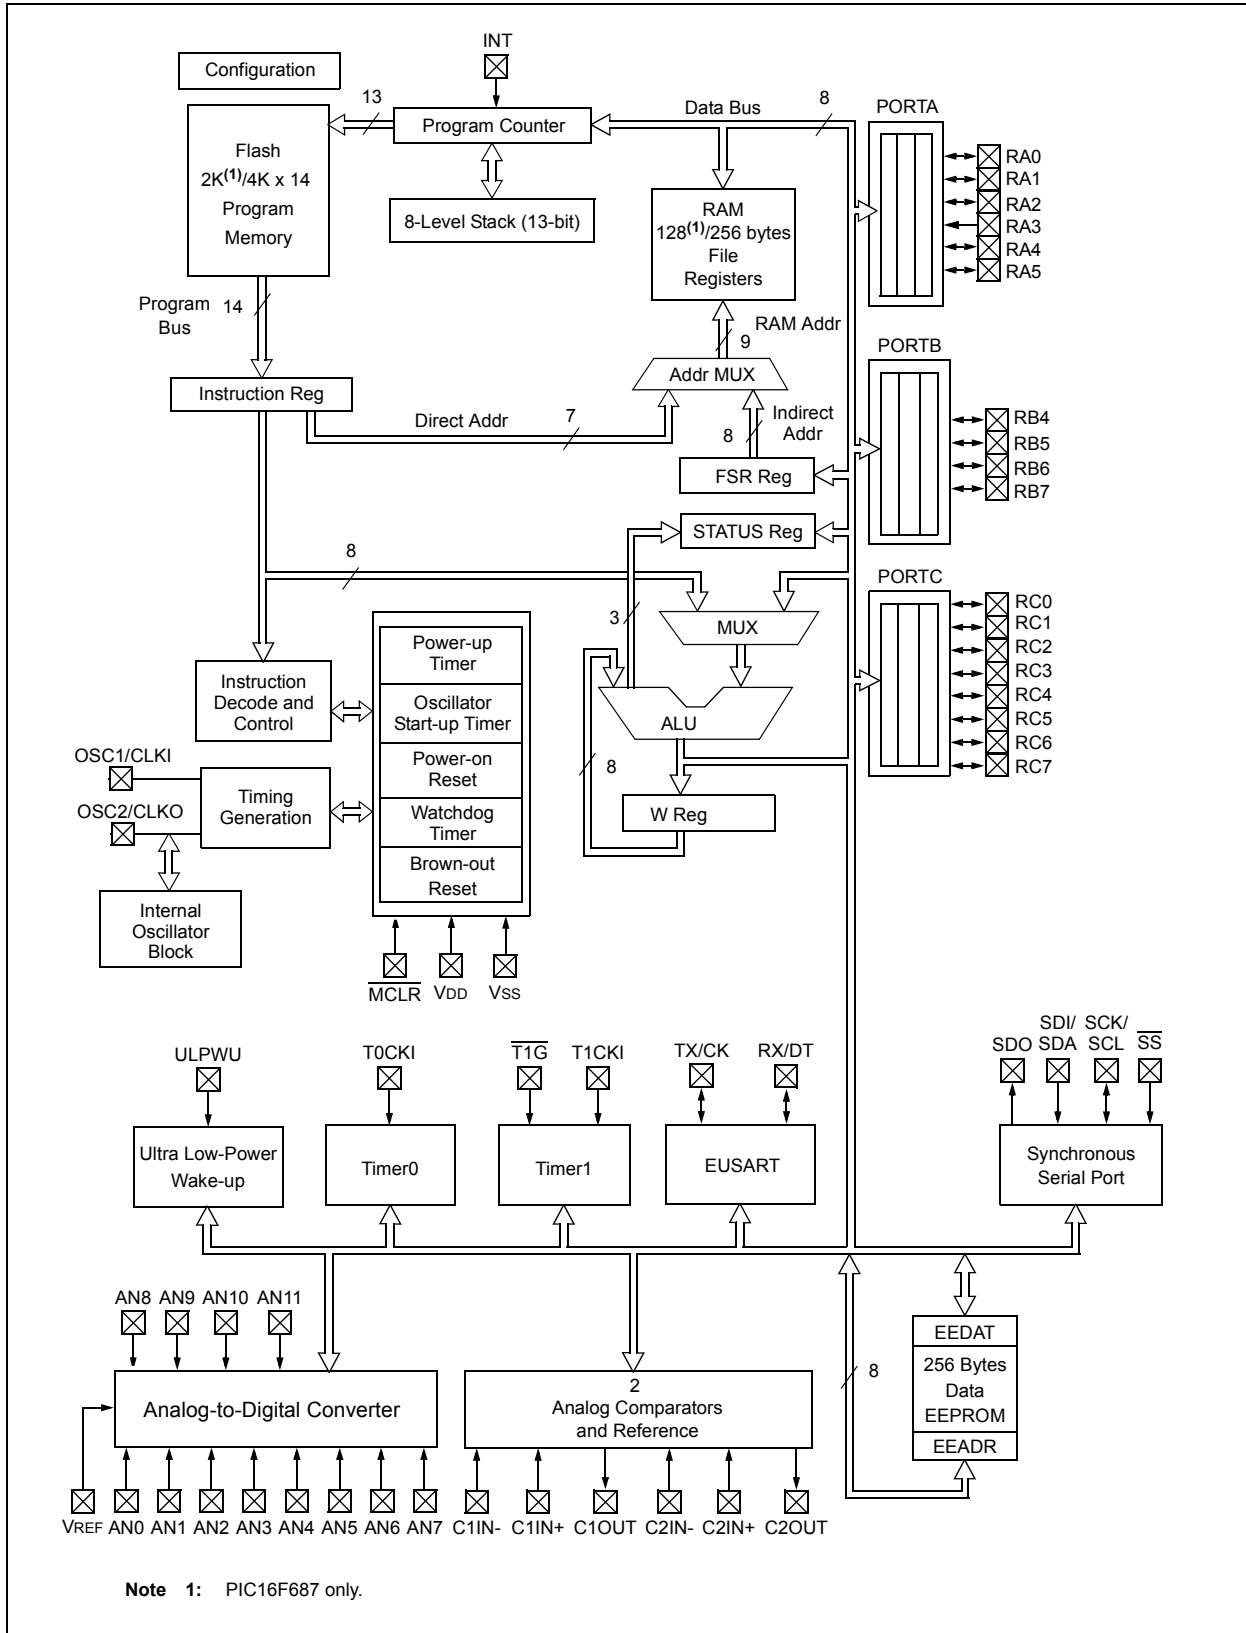 INT
Configuration
13
Data Bus
8
PORTA
Program Counter
Flash
2K(1)/4K x 14
Program
Memory
8-Level Stack (13-bit)
RAM
128(1)/256 bytes
File
Registers
RA0
RA1
RA2
RA3
RA4
RA5
Program
Bus
14
RAM Addr
9
PORTB
Addr MUX
Instruction Reg
Direct Addr
7
Indirect
Addr
8
FSR Reg
RB4
RB5
RB6
RB7
STATUS Reg
8
PORTC
3
MUX
RC0
RC1
RC2
RC3
RC4
RC5
RC6
RC7
Power-up
Timer
Oscillator
Start-up Timer
Power-on
Reset
Watchdog
Timer
Brown-out
Reset
Instruction
Decode and
Control
ALU
OSC1/CLKI
OSC2/CLKO
Timing
Generation
8
W Reg
Internal
Oscillator
Block
MCLR
VDD
VSS
ULPWU
T0CKI
T1G
T1CKI
TX/CK
RX/DT
SDO
SDI/
SDA
SCK/
SCL
SS
Ultra Low-Power
Wake-up
Timer0
Timer1
EUSART
Synchronous
Serial Port
AN8
AN9
AN10
AN11
EEDAT
256 Bytes
Data
EEPROM
EEADR
8
Analog-to-Digital Converter
2
Analog Comparators
and Reference
VREF
AN0
AN1
AN2
AN3
AN4
AN5
AN6
AN7
C1IN-
C1IN+
C1OUT
C2IN-
C2IN+
C2OUT
Note 1: PIC16F687 only.